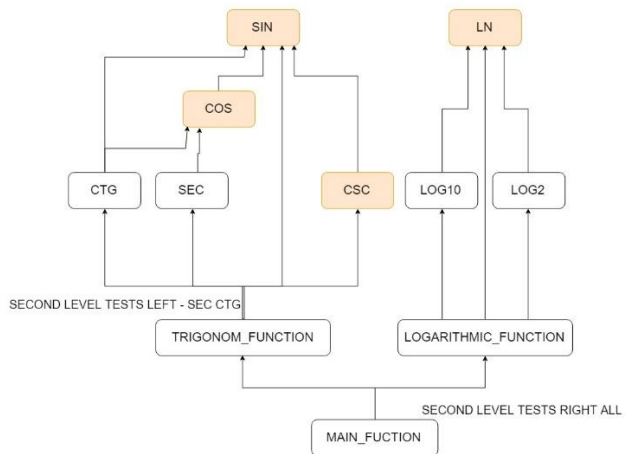 SIN
LN
COS
CTG
SEC
CSC
LOG10
LOG2
SECOND LEVEL TESTS LEFT - SEC CTG
TRIGONOM_FUNCTION
LOGARITHMIC_FUNCTION
SECOND LEVEL TESTS RIGHT ALL
MAIN_FUCTION